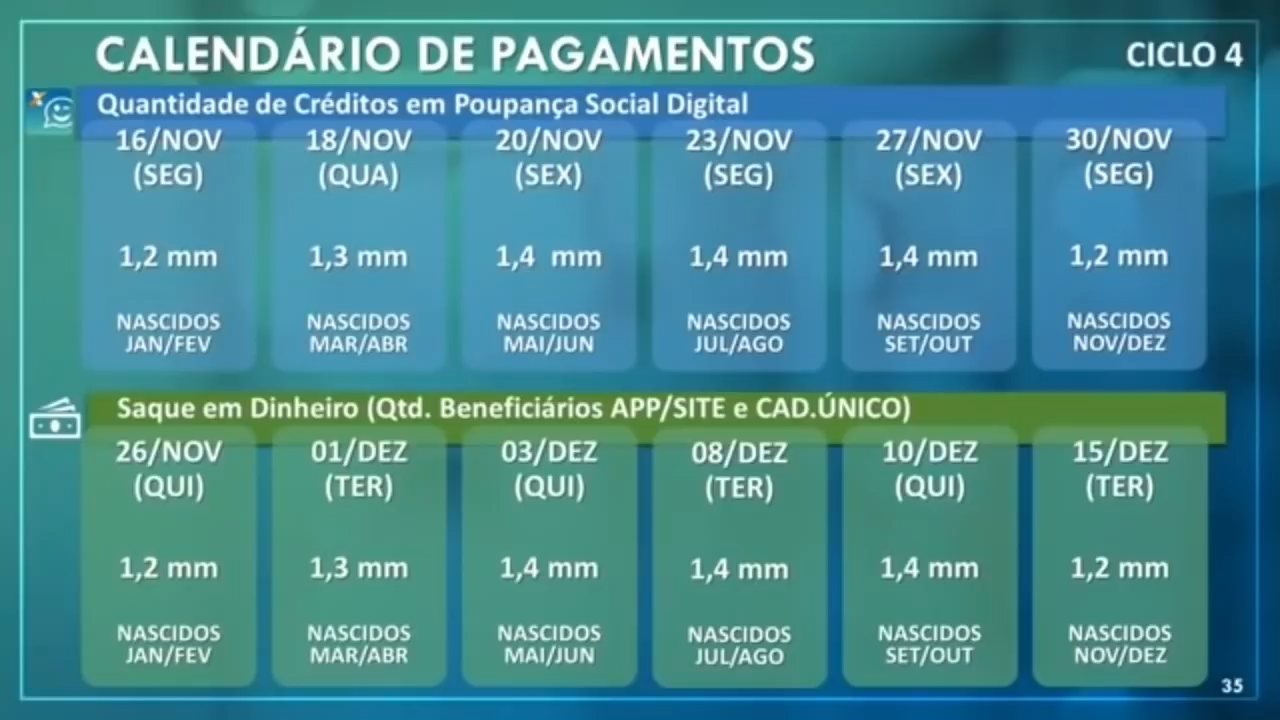 CALENDÁRIO DE PAGAMENTOS
CICLO 4
Quantidade de Créditos em Poupança Social Digital
16/NOV
(SEG)
1,2 mm
NASCIDOS
JAN/FEV
18/NOV
(QUA)
1,3 mm
NASCIDOS
MAR/ABR
20/NOV
(SEX)
1,4 mm
NASCIDOS
MAI/JUN
23/NOV
(SEG)
1,4 mm
NASCIDOS
JUL/AGO
27/NOV
(SEX)
1,4 mm
NASCIDOS
SET/OUT
30/NOV
(SEG)
1,2 mm
NASCIDOS
NOV/DEZ
Saque em Dinheiro (Qtd. Beneficiários APP/SITE e CAD.ÚNICO)
26/NOV
(QUI)
1,2 mm
NASCIDOS
JAN/FEV
01/DEZ
(TER)
1,3 mm
NASCIDOS
MAR/ABR
03/DEZ
(QUI)
1,4 mm
NASCIDOS
MAI/JUN
08/DEZ
(TER)
1,4 mm
NASCIDOS
JUL/AGO
10/DEZ
(QUI)
1,4 mm
NASCIDOS
SET/OUT
15/DEZ
(TER)
1,2 mm
NASCIDOS
NOV/DEZ
35